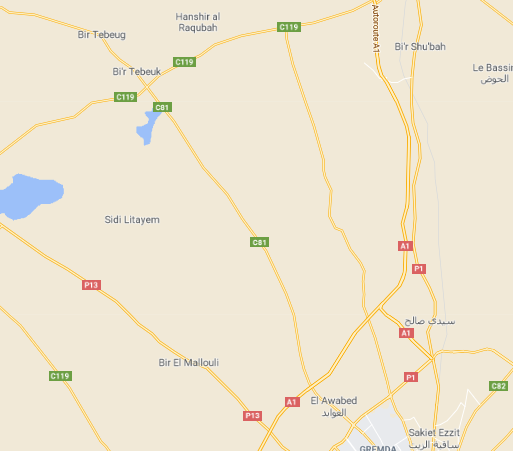 Hanshir al
Raqubah
Autoroute A1
C119
Bir Tebeug
Bi'r Shu'bah
C119
Bi'r Tebeuk
Le Bassin
الحوض
C119
C81
Sidi Litayem
C81
A1
P1
P13
سيدي صالح
A1
Bir El Mallouli
C119
P1
C82
A1
El Awabed
العوابد
P13
Sakiet Ezzit
ساقية الزيت
GREMDA